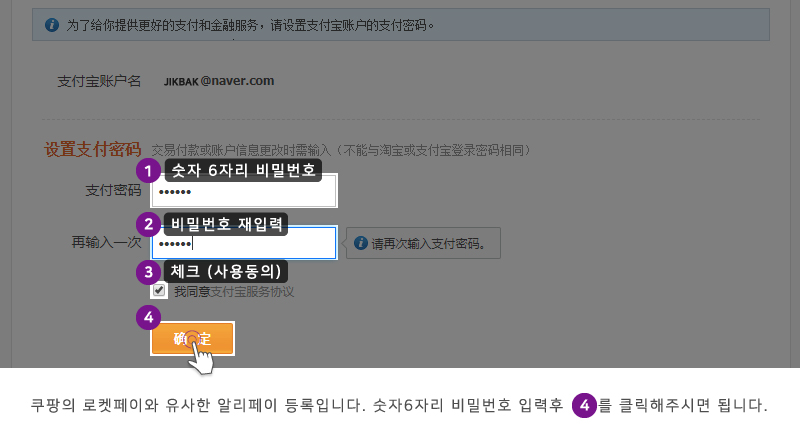 为了给你提供更好的支付和金融服务，请设置支付宝账户的支付密码。
支付宝账户名 JIKBAK@naver.com
设置支付密码 交易付款或账户信息更改时需输入（不能与淘宝或支付宝登录密码相同）
1 숫자 6자리 비밀번호
支付密码 ••••••
2 비밀번호 재입력
再输入一次 •••••• 请再次输入支付密码。
3 체크 (사용동의)
我同意支付宝服务协议
4
确定
쿠팡의 로켓페이와 유사한 알리페이 등록입니다. 숫자6자리 비밀번호 입력후 4를 클릭해주시면 됩니다.